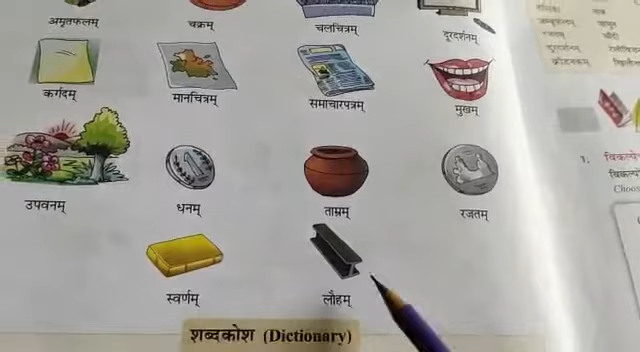 अमृतफलम् चक्रम् चलचित्रम् दूरदर्शनम्
कर्गदम् मानचित्रम् समाचारपत्रम् मुखम्
उपवनम् धनम् ताम्रम् रजतम्
स्वर्णम् लौहम्
शब्दकोश (Dictionary)